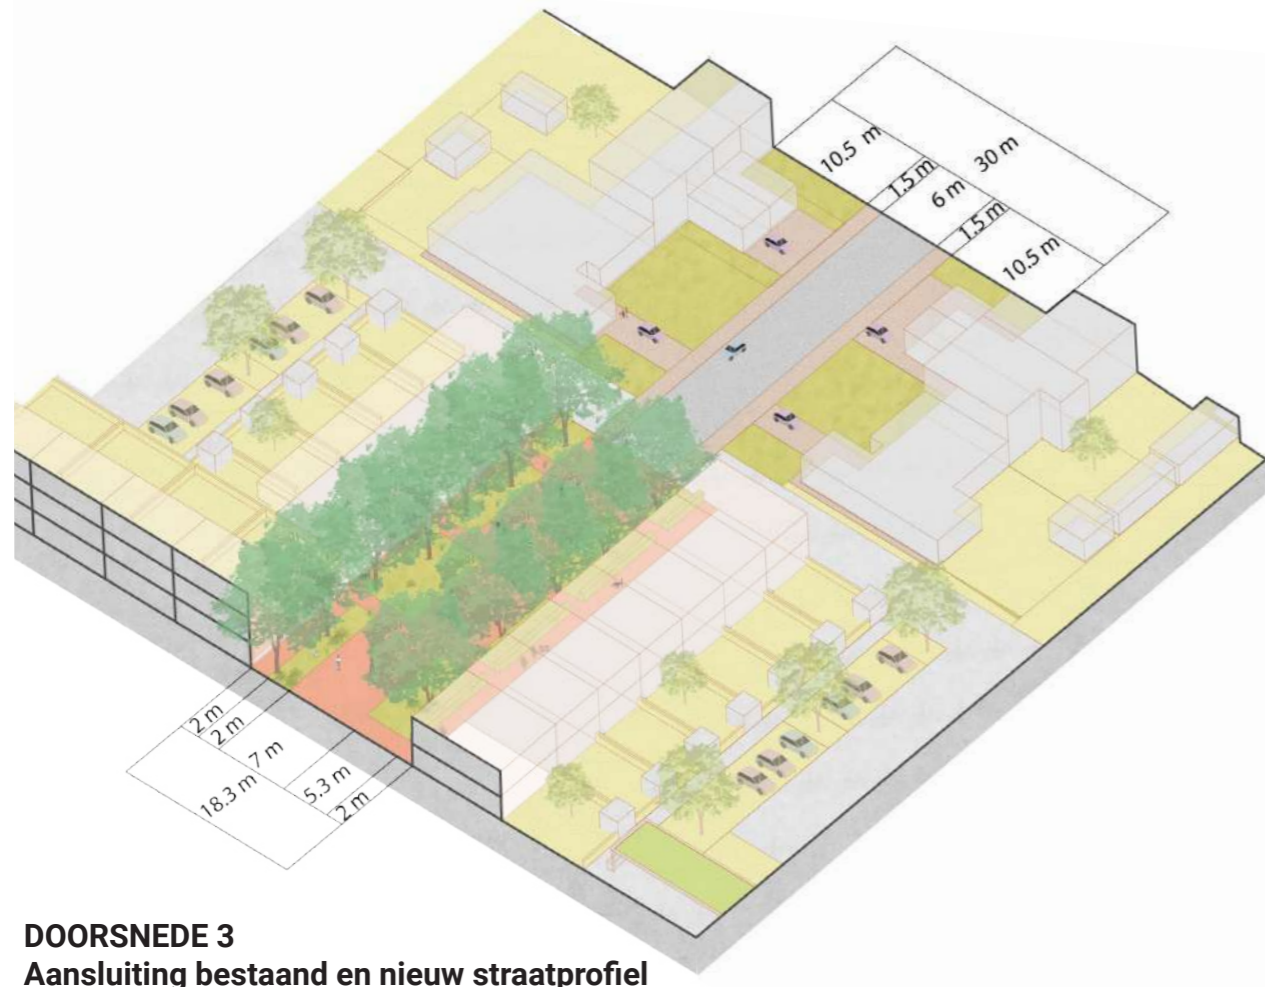 10.5 m
1.5 m
6 m
30 m
1.5 m
10.5 m
2 m
2 m
7 m
18.3 m
5.3 m
2 m
DOORSNEDE 3
Aansluiting bestaand en nieuw straatprofiel